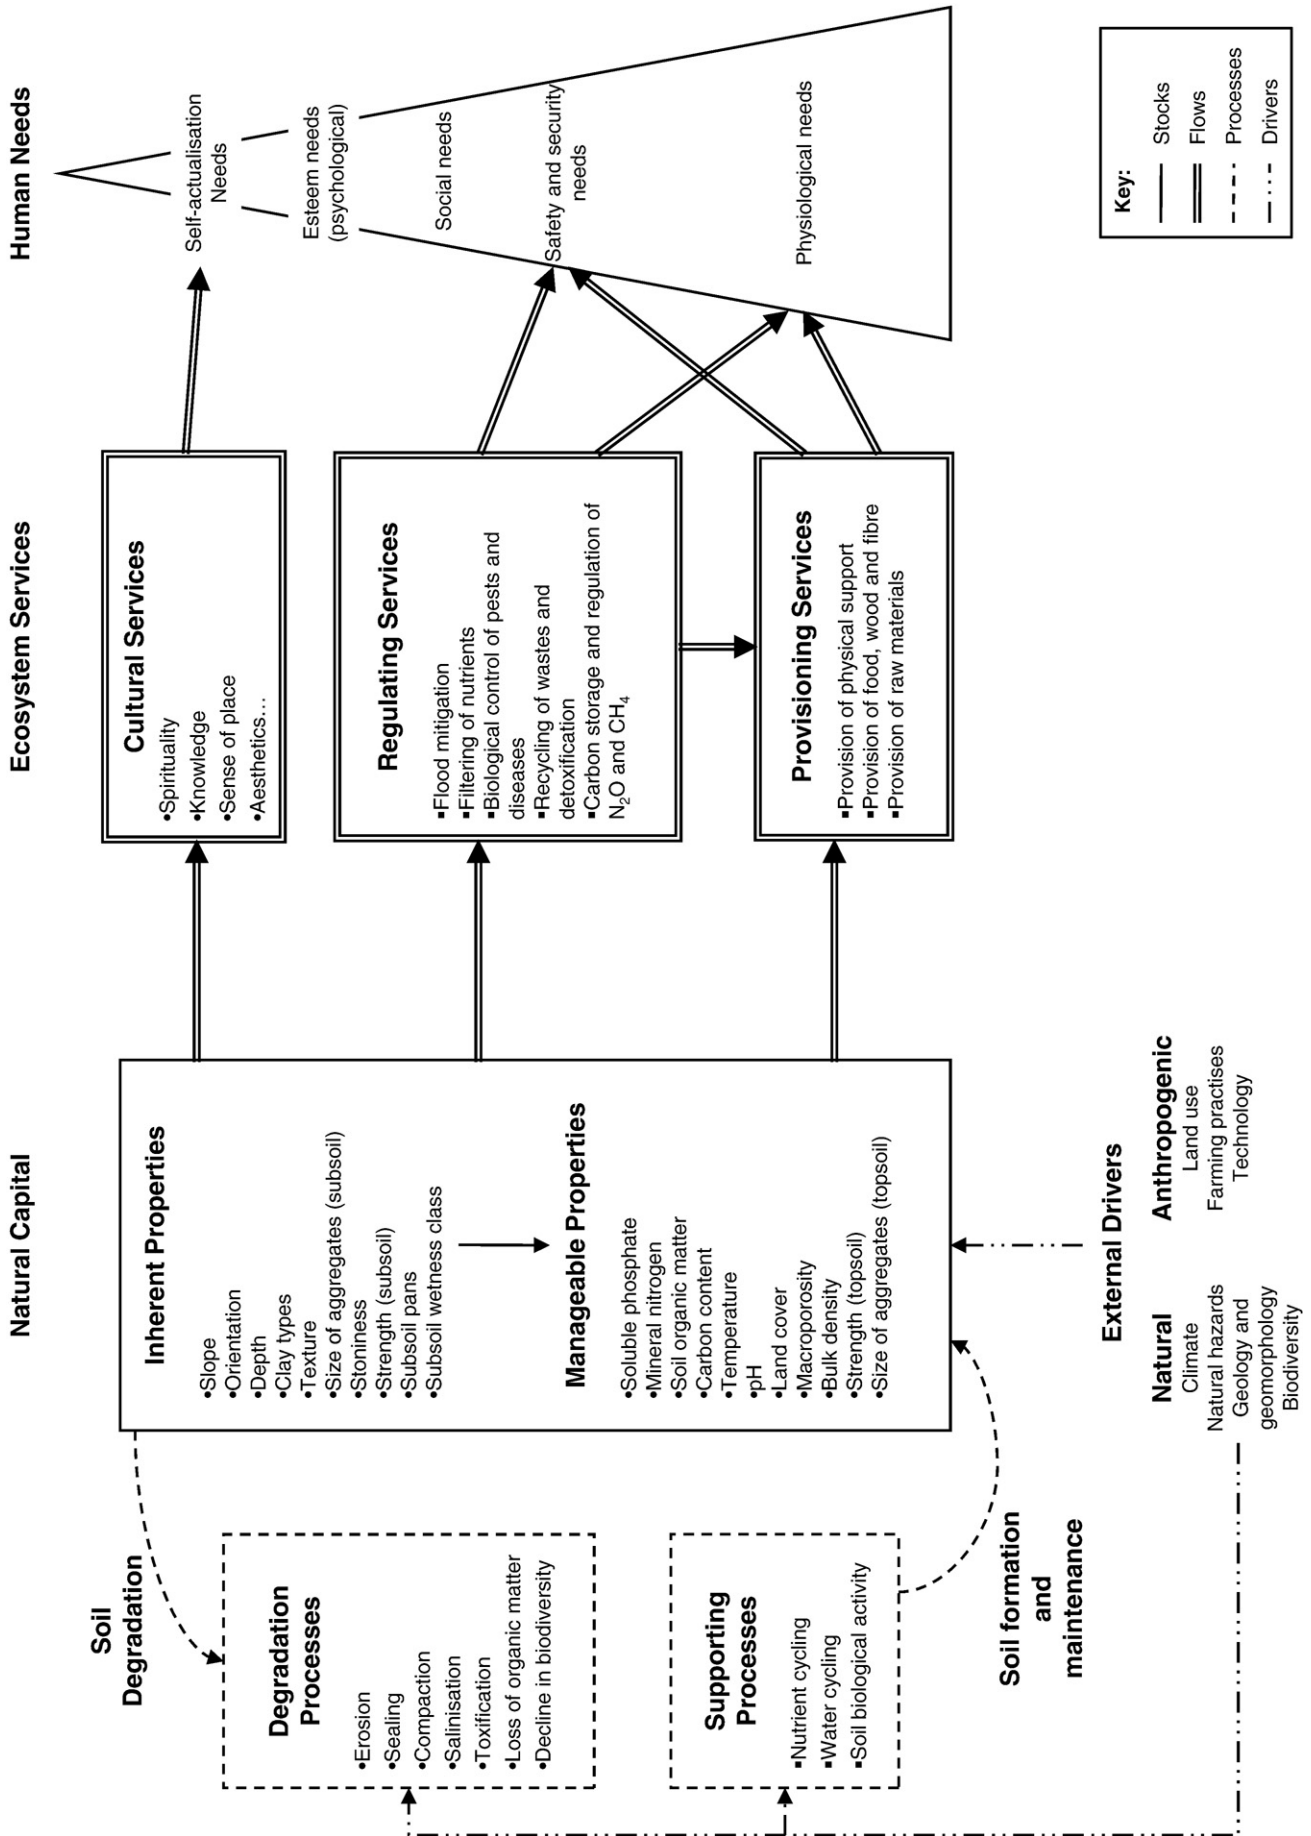 Natural Capital
Ecosystem Services
Human Needs
Soil
Degradation
Degradation
Processes
•Erosion
•Sealing
•Compaction
•Salinisation
•Toxification
•Loss of organic matter
•Decline in biodiversity
Supporting
Processes
▪Nutrient cycling
▪Water cycling
▪Soil biological activity
Soil formation
and
maintenance
Inherent Properties
•Slope
•Orientation
•Depth
•Clay types
•Texture
•Size of aggregates (subsoil)
•Stoniness
•Strength (subsoil)
•Subsoil pans
•Subsoil wetness class
Manageable Properties
•Soluble phosphate
•Mineral nitrogen
•Soil organic matter
•Carbon content
•Temperature
•pH
•Land cover
•Macroporosity
•Bulk density
•Strength (topsoil)
•Size of aggregates (topsoil)
External Drivers
Natural
Climate
Natural hazards
Geology and
geomorphology
Biodiversity
Anthropogenic
Land use
Farming practises
Technology
Cultural Services
•Spirituality
•Knowledge
•Sense of place
•Aesthetics…
Regulating Services
▪Flood mitigation
▪Filtering of nutrients
▪Biological control of pests and
diseases
▪Recycling of wastes and
detoxification
▪Carbon storage and regulation of
N₂O and CH₄
Provisioning Services
▪Provision of physical support
▪Provision of food, wood and fibre
▪Provision of raw materials
Self-actualisation
Needs
Esteem needs
(psychological)
Social needs
Safety and security
needs
Physiological needs
Key:
Stocks
Flows
Processes
Drivers